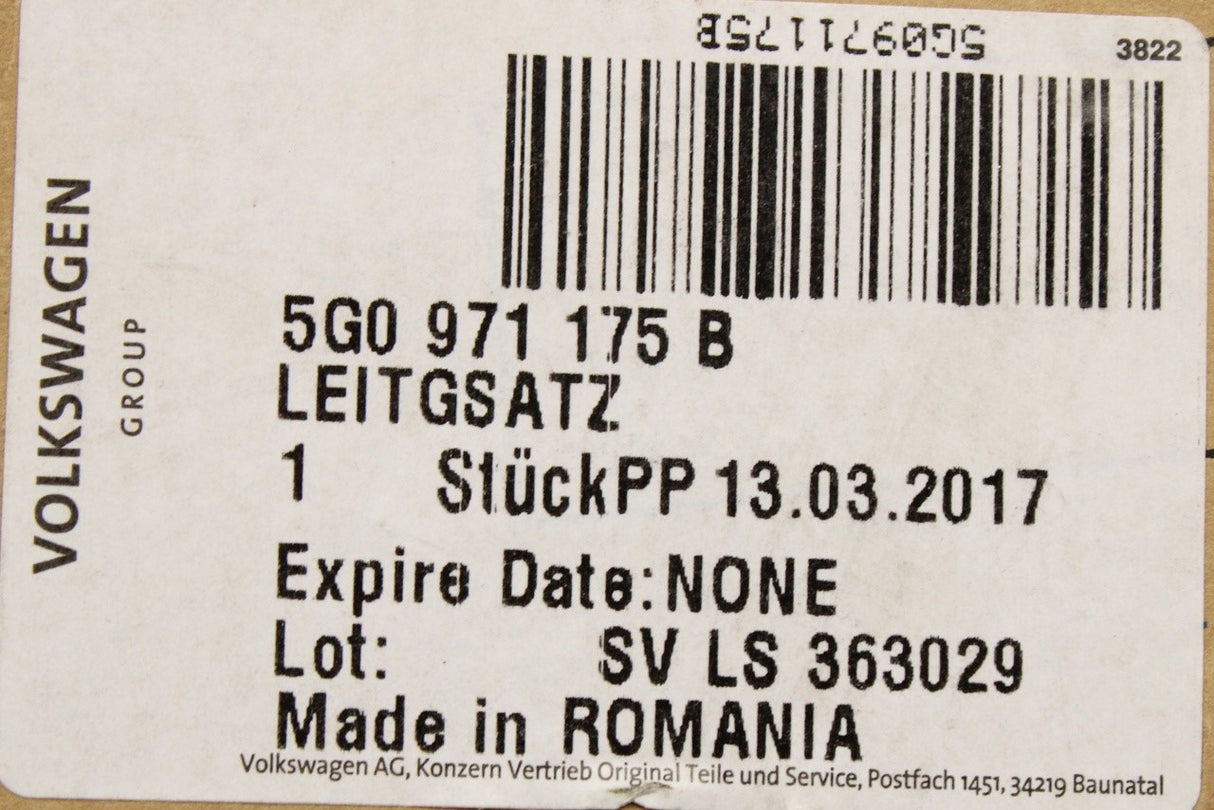 5G0971175B
3822
VOLKSWAGEN
GROUP
5G0 971 175 B
LEITGSATZ
1 StückPP 13.03.2017
Expire Date:NONE
Lot: SV LS 363029
Made in ROMANIA
Volkswagen AG, Konzern Vertrieb Original Teile und Service, Postfach 1451, 34219 Baunatal